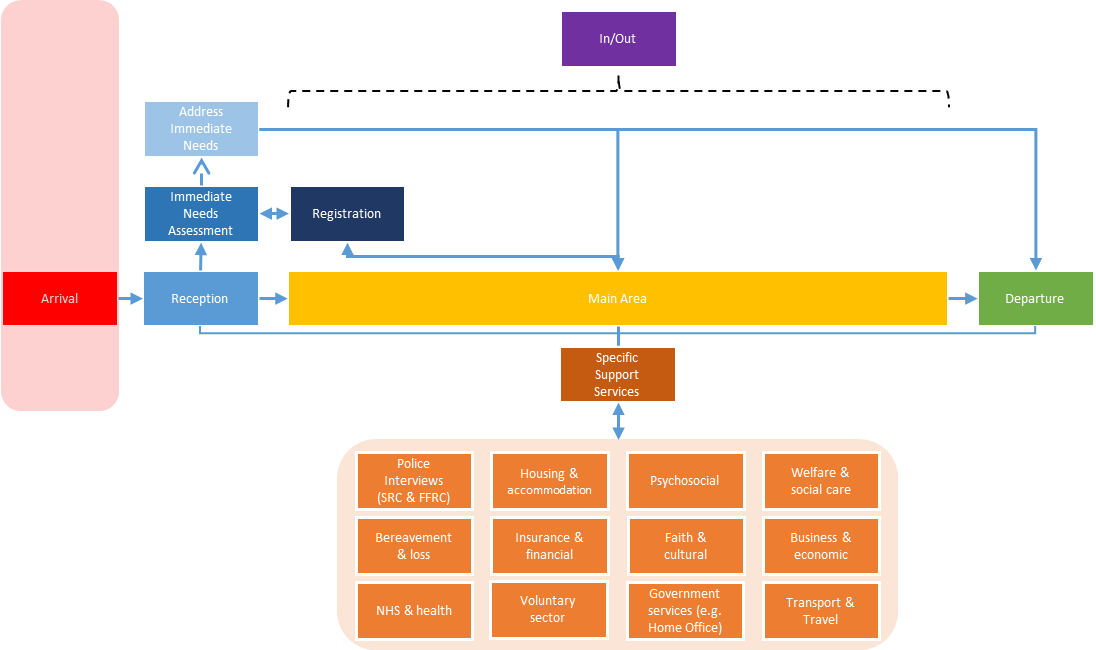 In/Out
Address
Immediate
Needs
Immediate
Needs
Assessment
Registration
Arrival
Reception
Main Area
Departure
Specific
Support
Services
Police
Interviews
(SRC & FFRC)
Housing &
accommodation
Psychosocial
Welfare &
social care
Bereavement
& loss
Insurance &
financial
Faith &
cultural
Business &
economic
NHS & health
Voluntary
sector
Government
services (e.g.
Home Office)
Transport &
Travel